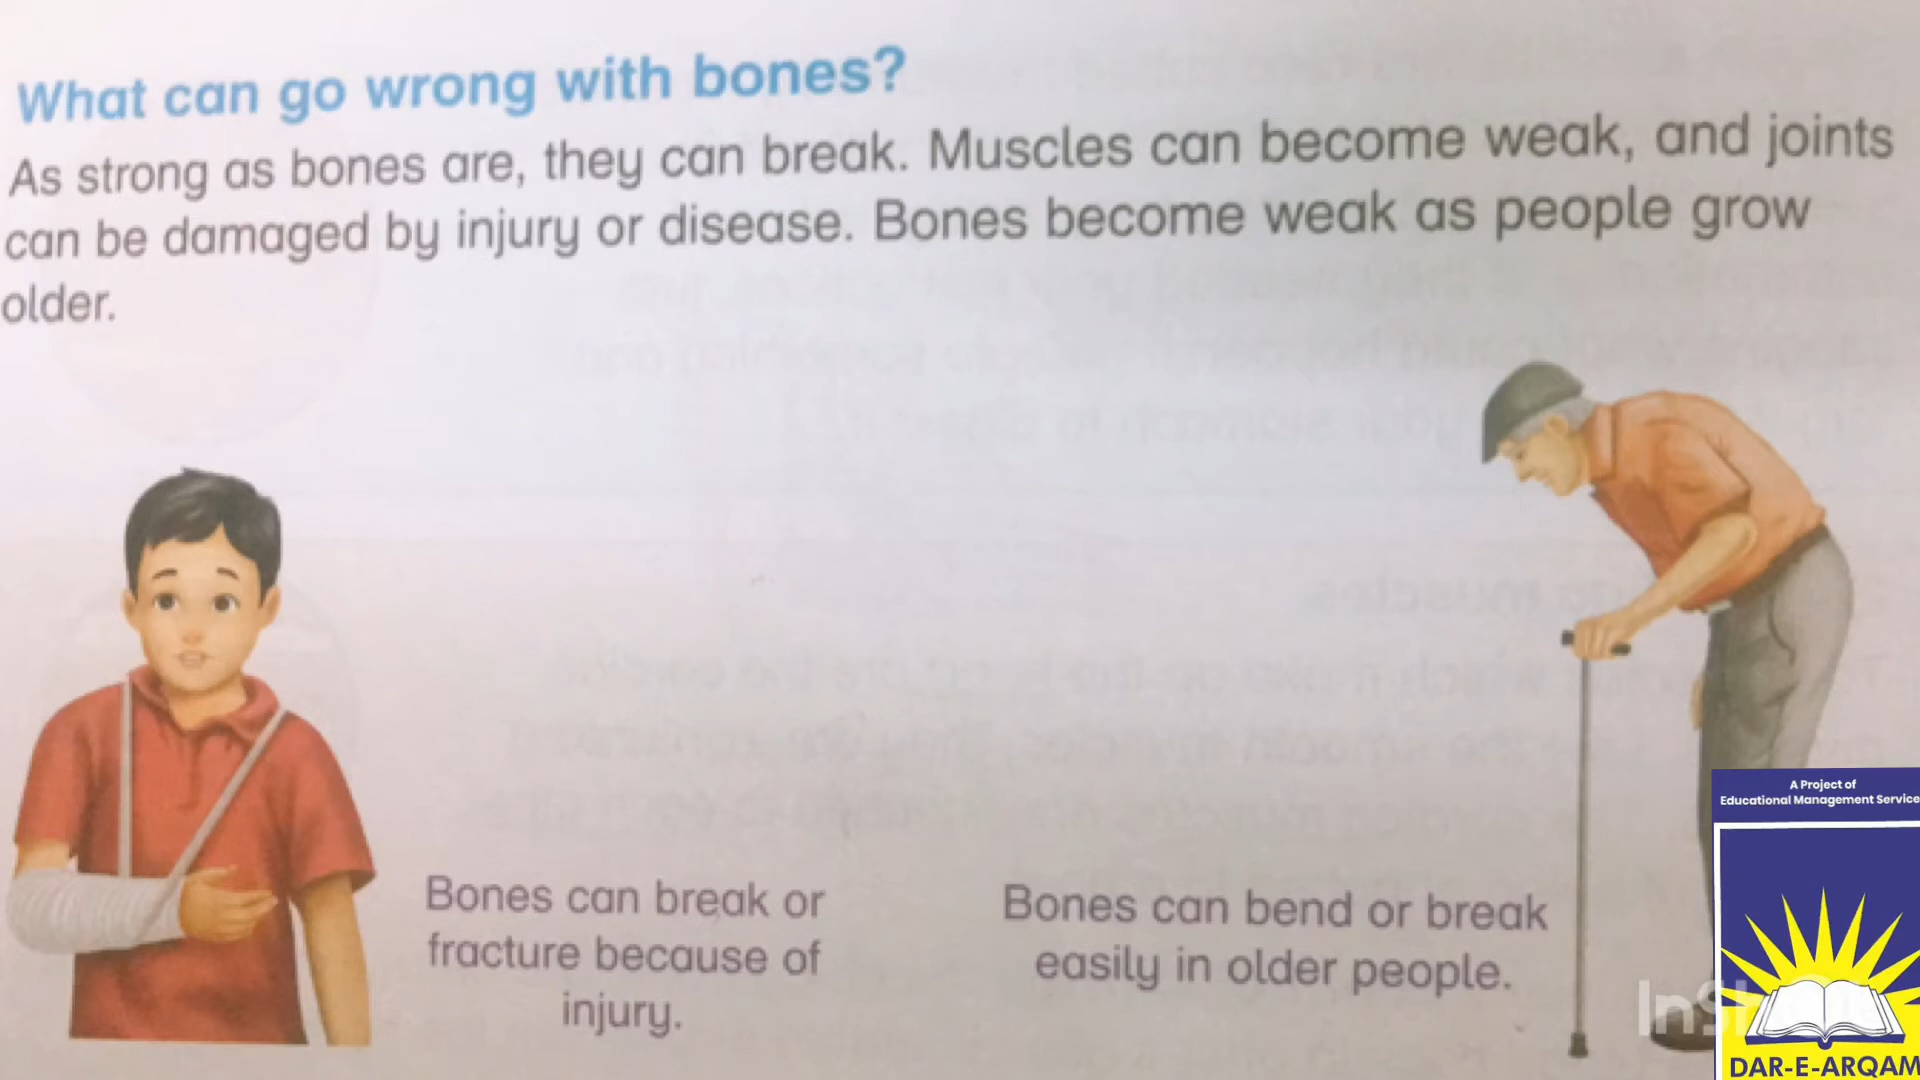 What can go wrong with bones?
As strong as bones are, they can break. Muscles can become weak, and joints
can be damaged by injury or disease. Bones become weak as people grow
older.
Bones can break or
fracture because of
injury.
Bones can bend or break
easily in older people.
A Project of
Educational Management Service
InSh
DAR-E-ARQAM